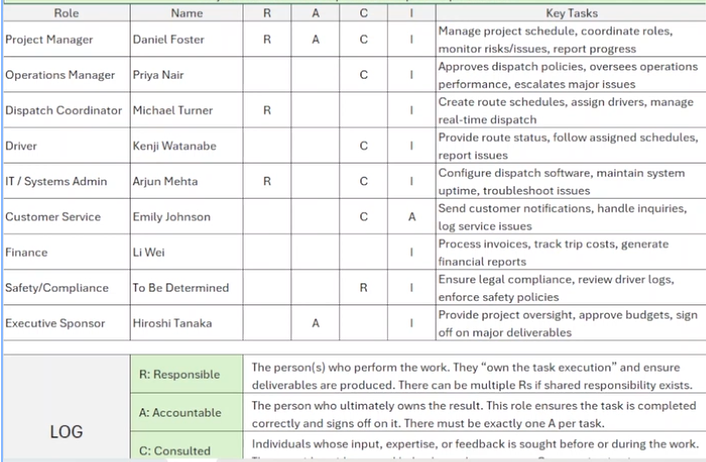 Role Name R A C I Key Tasks
Project Manager Daniel Foster R A C I Manage project schedule, coordinate roles,
monitor risks/issues, report progress
Operations Manager Priya Nair C I Approves dispatch policies, oversees operations
performance, escalates major issues
Dispatch Coordinator Michael Turner R I Create route schedules, assign drivers, manage
real-time dispatch
Driver Kenji Watanabe C I Provide route status, follow assigned schedules,
report issues
IT / Systems Admin Arjun Mehta R C I Configure dispatch software, maintain system
uptime, troubleshoot issues
Customer Service Emily Johnson C A Send customer notifications, handle inquiries,
log service issues
Finance Li Wei I Process invoices, track trip costs, generate
financial reports
Safety/Compliance To Be Determined R I Ensure legal compliance, review driver logs,
enforce safety policies
Executive Sponsor Hiroshi Tanaka A I Provide project oversight, approve budgets, sign
off on major deliverables
LOG
R: Responsible The person(s) who perform the work. They “own the task execution” and ensure
deliverables are produced. There can be multiple Rs if shared responsibility exists.
A: Accountable The person who ultimately owns the result. This role ensures the task is completed
correctly and signs off on it. There must be exactly one A per task.
C: Consulted Individuals whose input, expertise, or feedback is sought before or during the work.